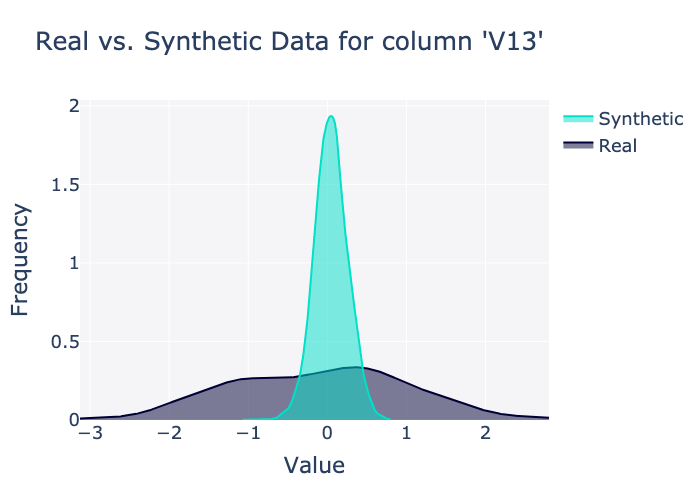 Real vs. Synthetic Data for column 'V13'
Synthetic
Real
Frequency
2
1.5
1
0.5
0
−3 −2 −1 0 1 2
Value